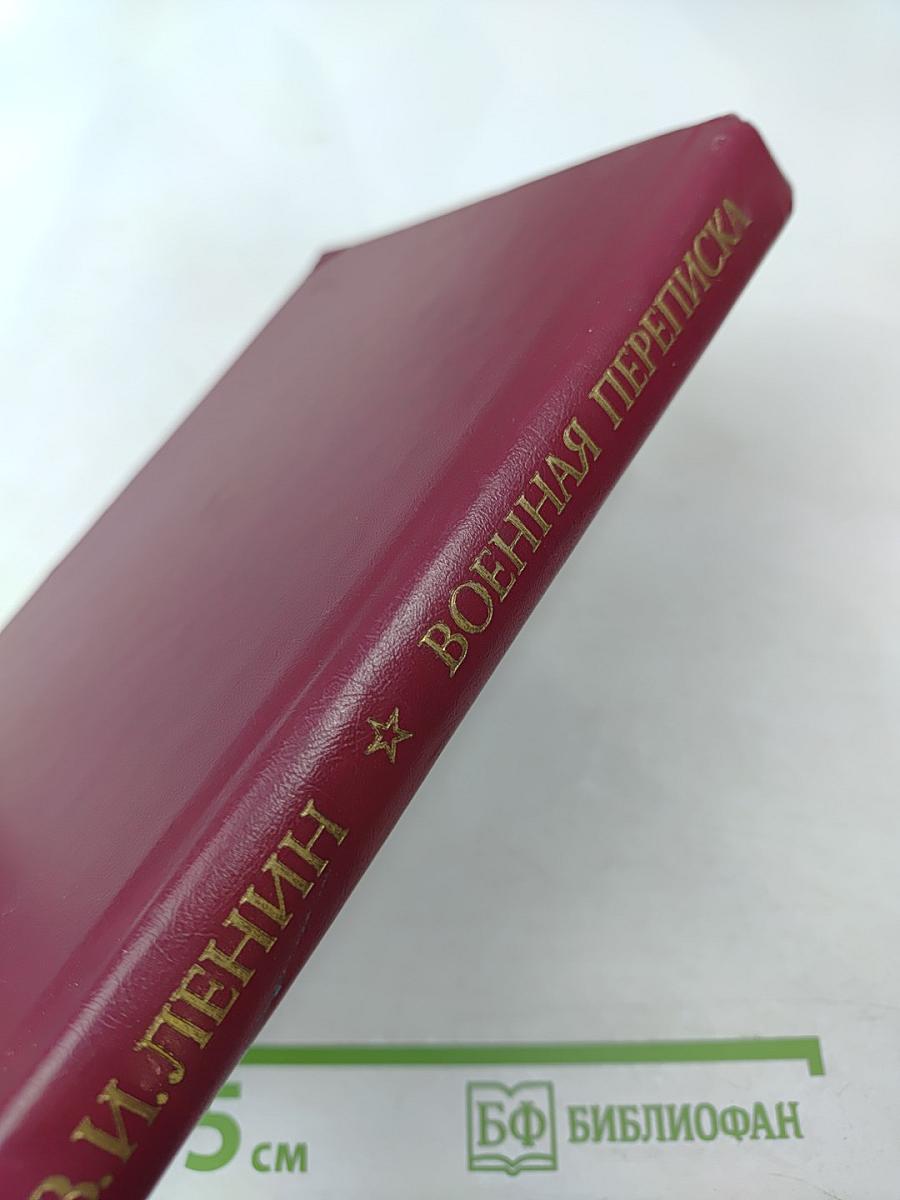 В. И. ЛЕНИН ☆ ВОЕННАЯ ПЕРЕПИСКА
5 см
БФ БИБЛИОФАН